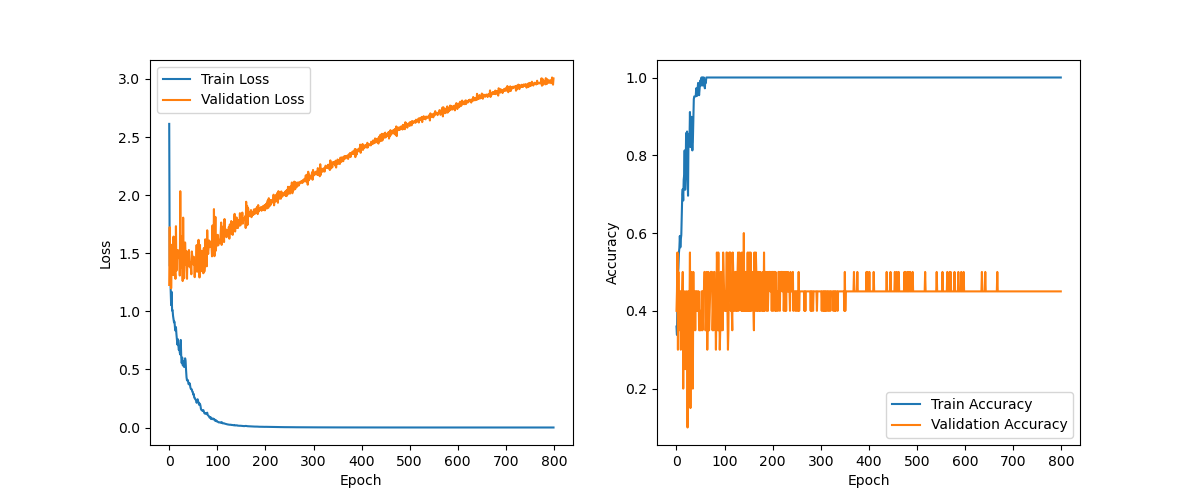 Train Loss
Validation Loss
3.0
2.5
2.0
1.5
1.0
0.5
0.0
Loss
0 100 200 300 400 500 600 700 800
Epoch
1.0
0.8
0.6
0.4
0.2
Accuracy
Train Accuracy
Validation Accuracy
0 100 200 300 400 500 600 700 800
Epoch